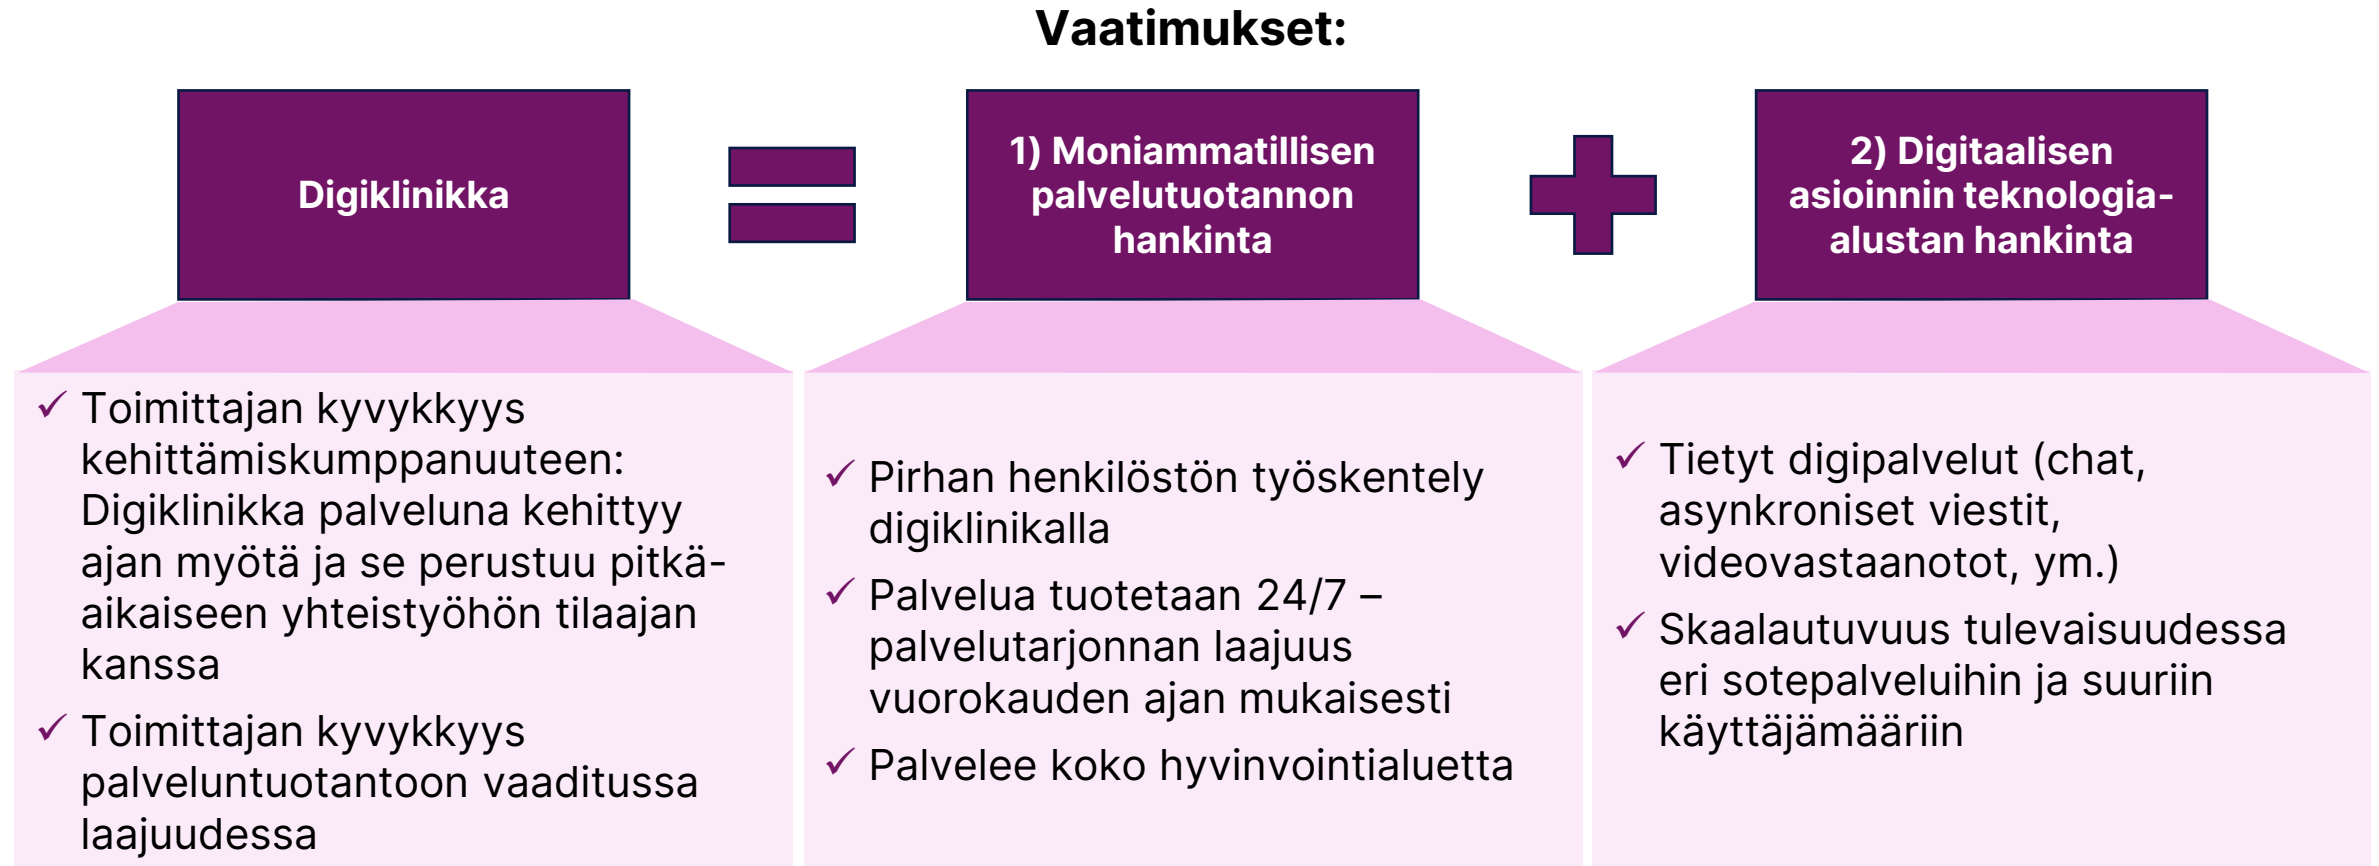 Vaatimukset:
Digiklinikka
1) Moniammatillisen
palvelutuotannon
hankinta
2) Digitaalisen
asioinnin teknologia-
alustan hankinta
✓ Toimittajan kyvykkyys
kehittämiskumppanuuteen:
Digiklinikka palveluna kehittyy
ajan myötä ja se perustuu pitkä-
aikaiseen yhteistyöhön tilaajan
kanssa
✓ Toimittajan kyvykkyys
palveluntuotantoon vaaditussa
laajuudessa
✓ Pirhan henkilöstön työskentely
digiklinikalla
✓ Palvelua tuotetaan 24/7 –
palvelutarjonnan laajuus
vuorokauden ajan mukaisesti
✓ Palvelee koko hyvinvointialuetta
✓ Tietyt digipalvelut (chat,
asynkroniset viestit,
videovastaanotot, ym.)
✓ Skaalautuvuus tulevaisuudessa
eri sotepalveluihin ja suuriin
käyttäjämääriin